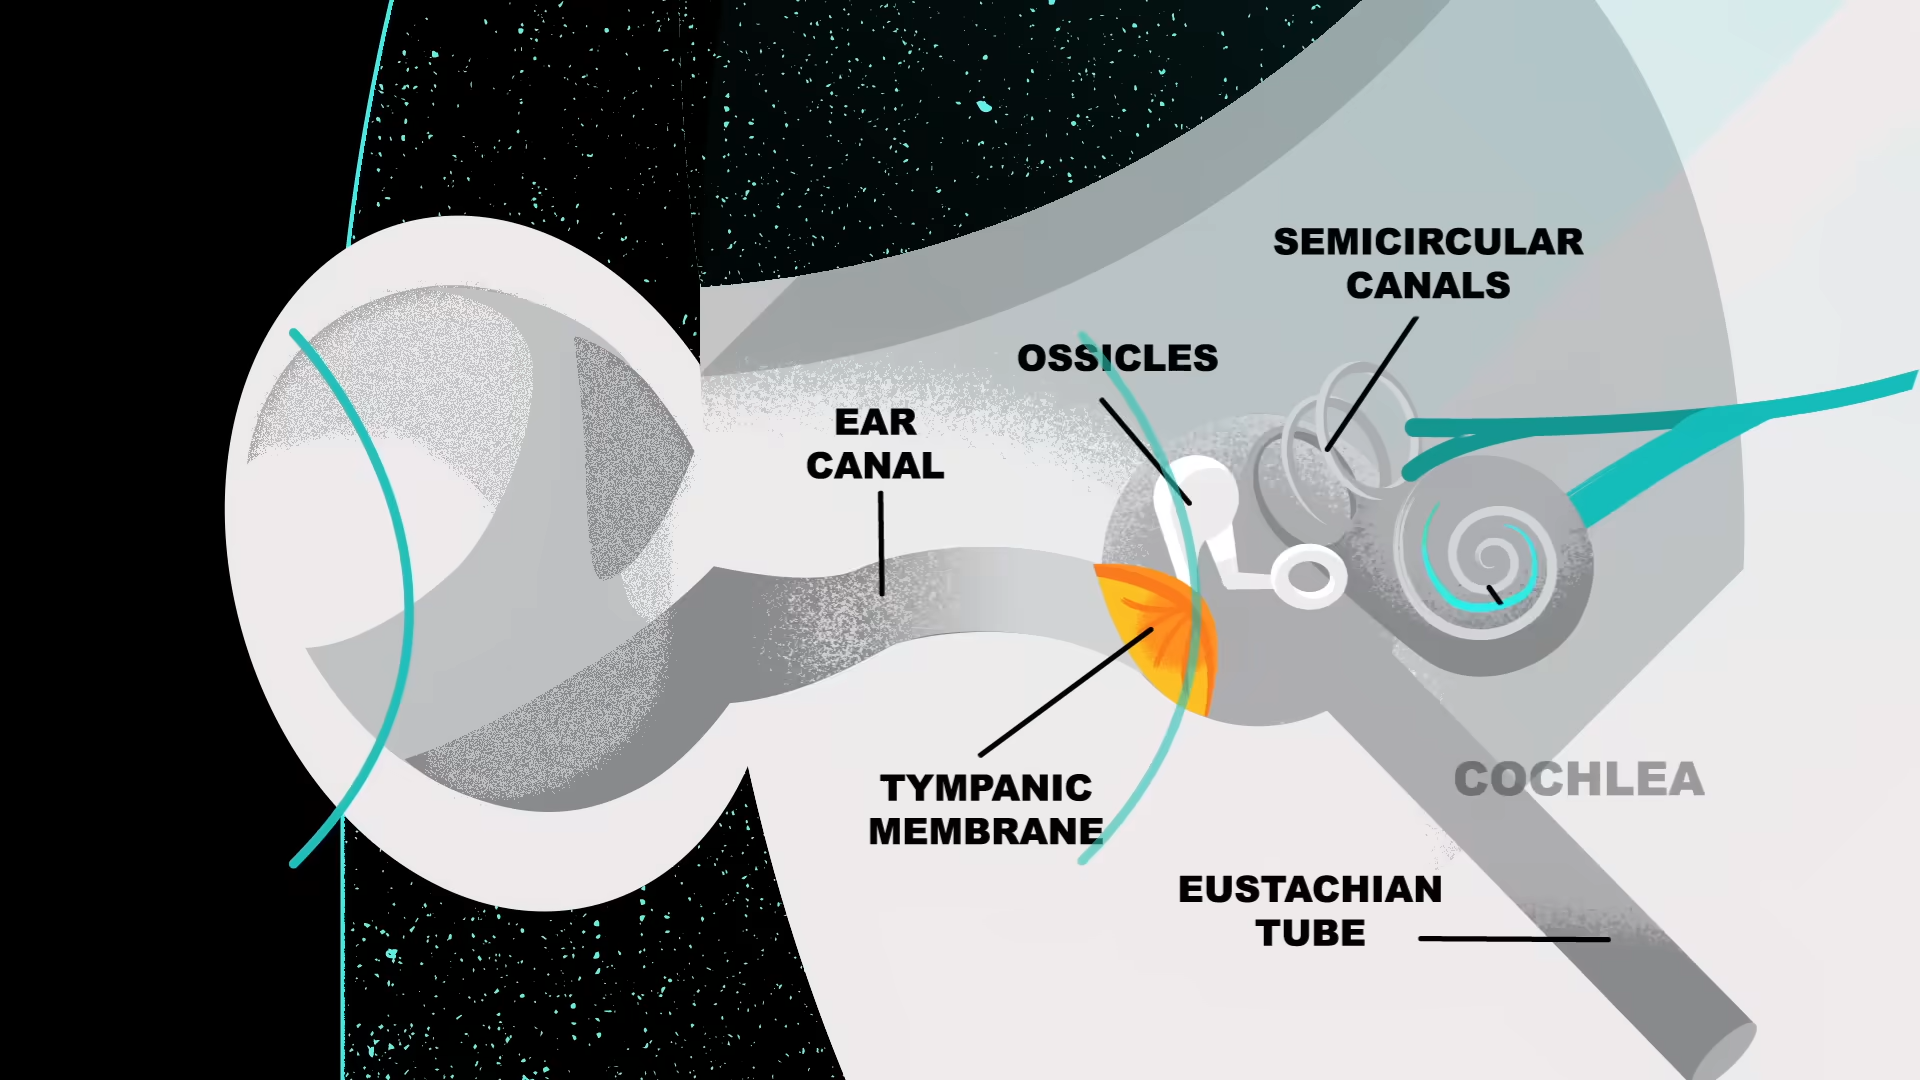 SEMICIRCULAR
CANALS
OSSICLES
EAR
CANAL
TYMPANIC
MEMBRANE
COCHLEA
EUSTACHIAN
TUBE